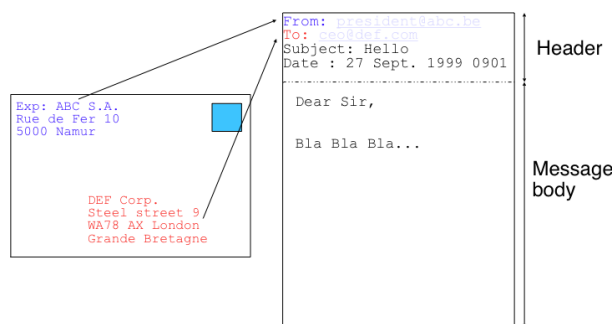 From: president@abc.be
To: ceo@def.com
Subject: Hello
Date : 27 Sept. 1999 0901
Header
Exp: ABC S.A.
Rue de Fer 10
5000 Namur
Dear Sir,
Bla Bla Bla...
Message
body
DEF Corp.
Steel street 9
WA78 AX London
Grande Bretagne